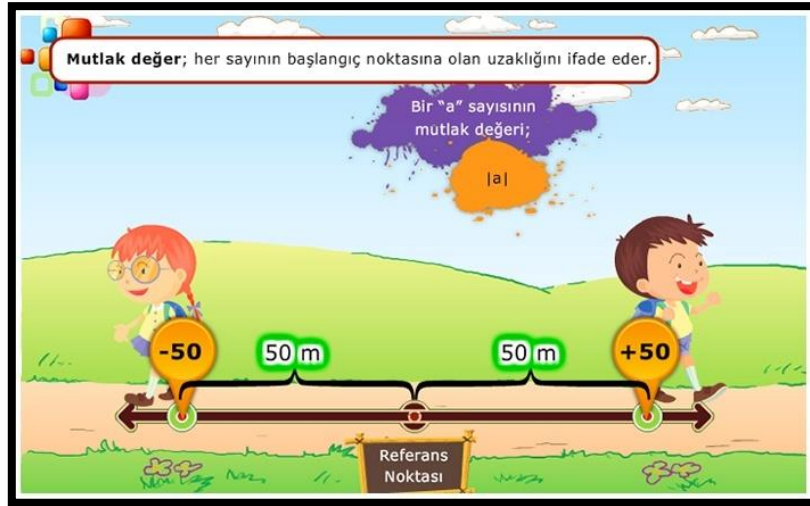 Mutlak değer; her sayının başlangıç noktasına olan uzaklığını ifade eder.
Bir "a" sayısının
mutlak değeri;
|a|
-50
50 m
50 m
+50
Referans
Noktası